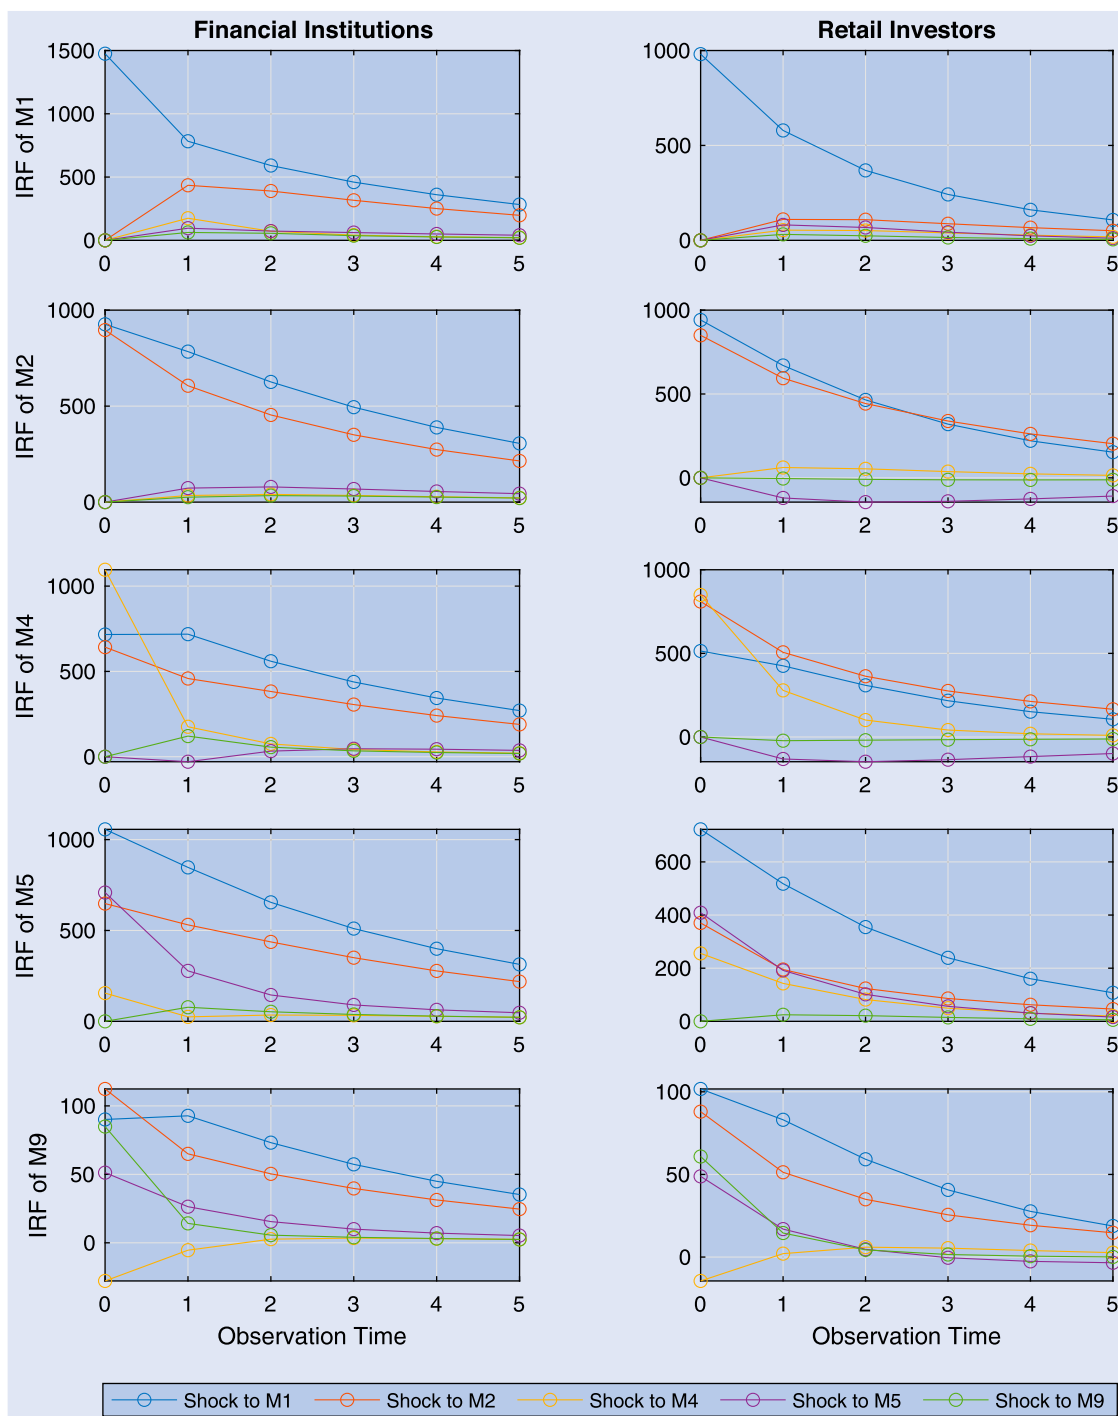 Financial Institutions Retail Investors
IRF of M1
1500
1000
500
0
0 1 2 3 4 5
1000
500
0
0 1 2 3 4 5
IRF of M2
1000
500
0
0 1 2 3 4 5
1000
500
0
0 1 2 3 4 5
IRF of M4
1000
500
0
0 1 2 3 4 5
1000
500
0
0 1 2 3 4 5
IRF of M5
1000
500
0
0 1 2 3 4 5
600
400
200
0
0 1 2 3 4 5
IRF of M9
100
50
0
0 1 2 3 4 5
Observation Time
100
50
0
0 1 2 3 4 5
Observation Time
Shock to M1 Shock to M2 Shock to M4 Shock to M5 Shock to M9